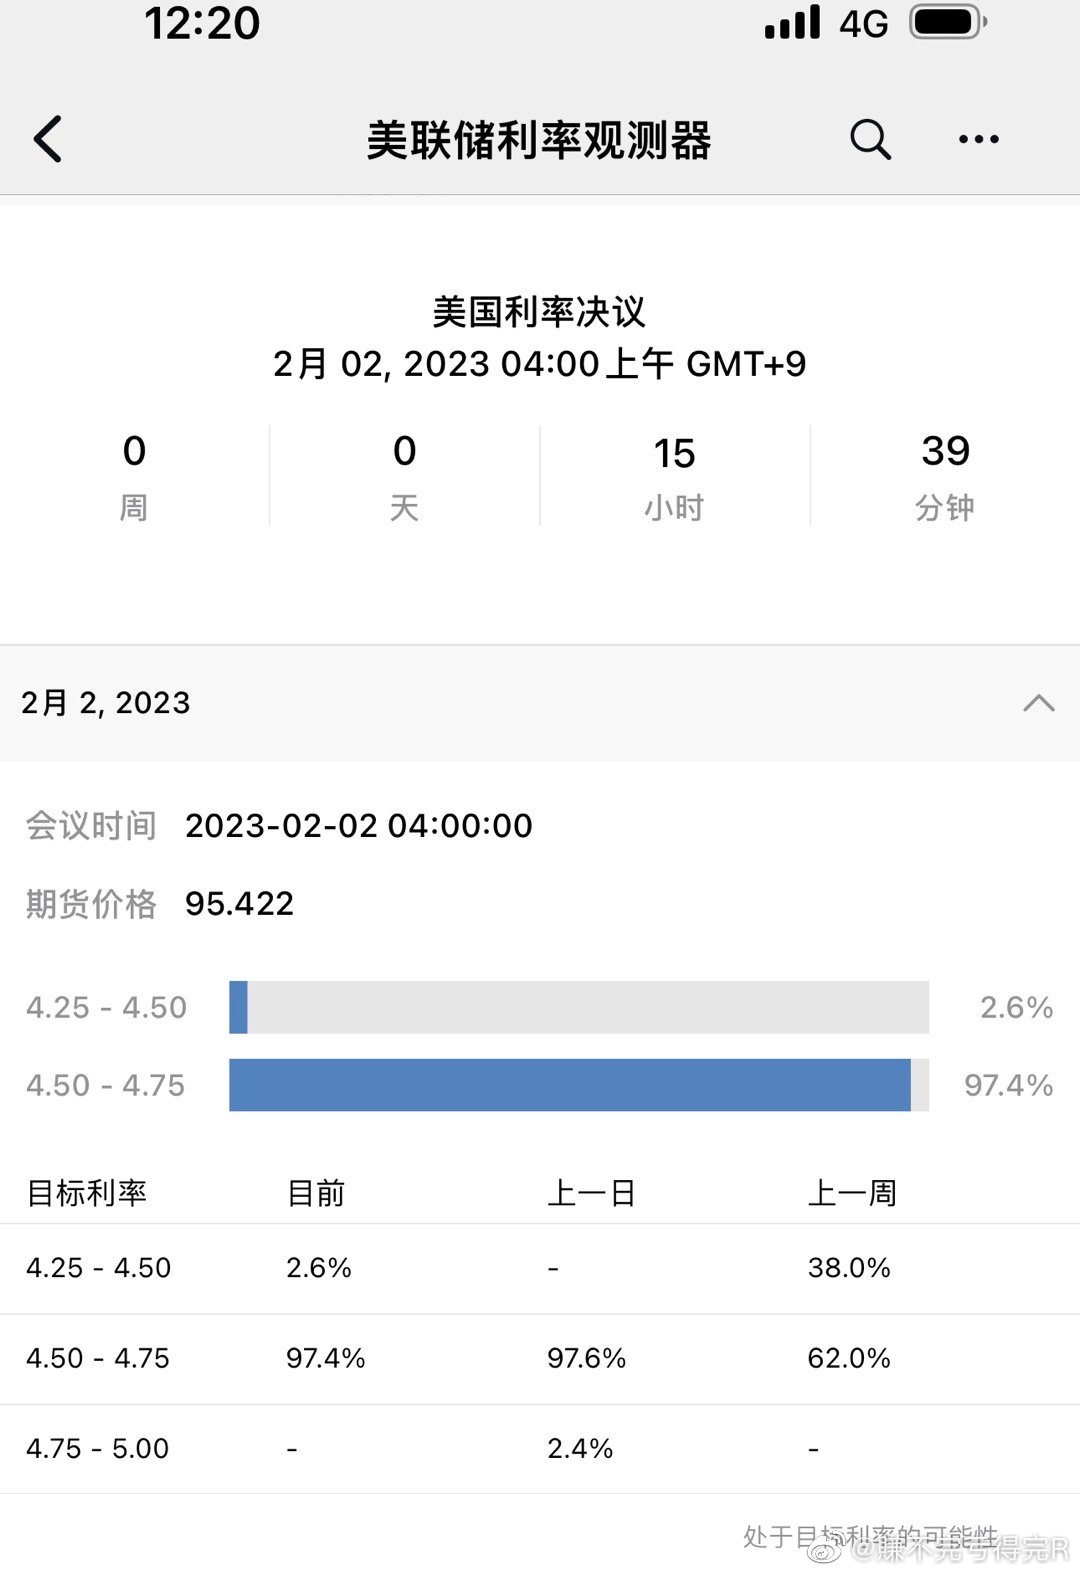 12:20 4G
美联储利率观测器
美国利率决议
2月 02, 2023 04:00上午 GMT+9
0 0 15 39
周 天 小时 分钟
2月 2, 2023
会议时间 2023-02-02 04:00:00
期货价格 95.422
4.25 - 4.50 2.6%
4.50 - 4.75 97.4%
目标利率 目前 上一日 上一周
4.25 - 4.50 2.6% - 38.0%
4.50 - 4.75 97.4% 97.6% 62.0%
4.75 - 5.00 - 2.4% -
处于目标利率的可能性
@赚不完亏得完R